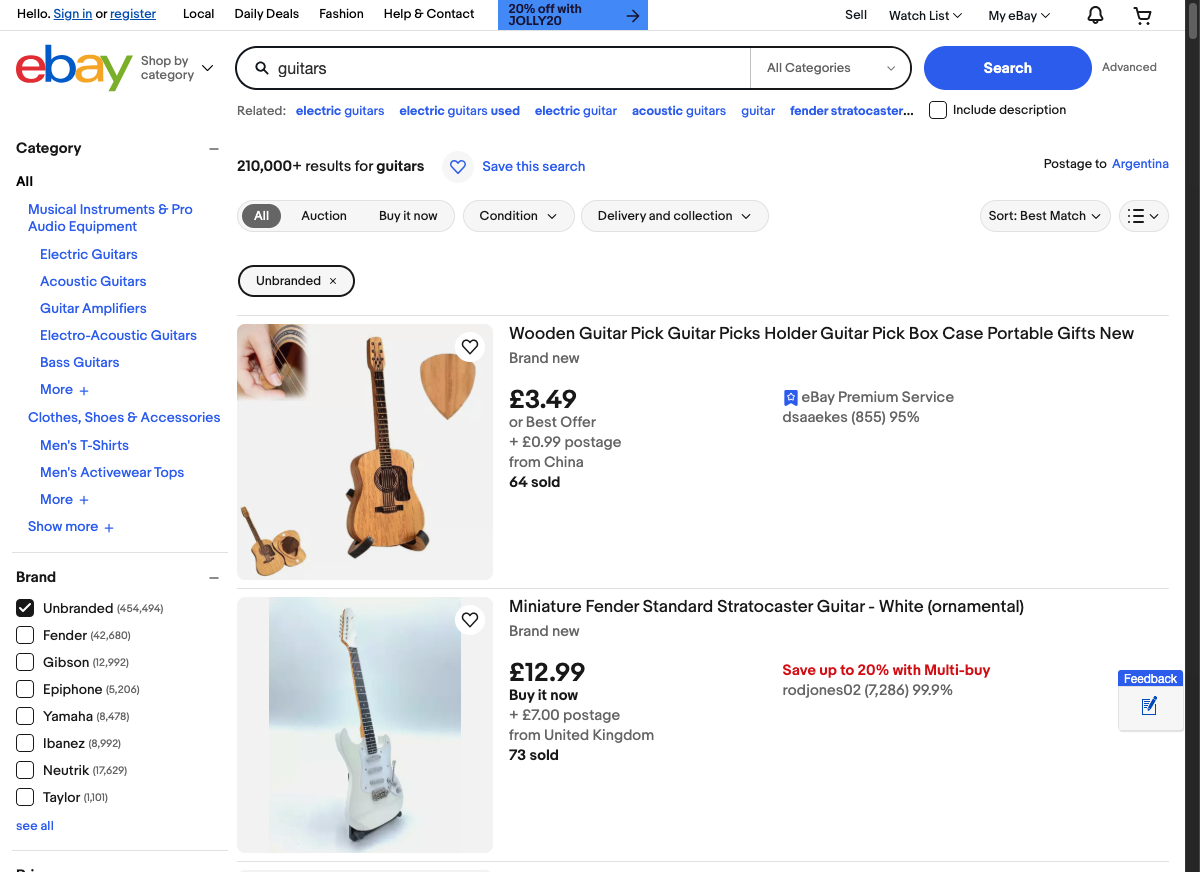 Hello. Sign in or register
Local
Daily Deals
Fashion
Help & Contact
20% off with
JOLLY20
Sell
Watch List
My eBay
ebay
Shop by
category
guitars
All Categories
Search
Advanced
Related: electric guitars electric guitars used electric guitar acoustic guitars guitar fender stratocaster...
Include description
Category
All
Musical Instruments & Pro
Audio Equipment
Electric Guitars
Acoustic Guitars
Guitar Amplifiers
Electro-Acoustic Guitars
Bass Guitars
More +
Clothes, Shoes & Accessories
Men's T-Shirts
Men's Activewear Tops
More +
Show more +
Brand
Unbranded (454,494)
Fender (42,680)
Gibson (12,992)
Epiphone (5,206)
Yamaha (8,478)
Ibanez (8,992)
Neutrik (17,629)
Taylor (1,101)
see all
210,000+ results for guitars
Save this search
Postage to Argentina
All
Auction
Buy it now
Condition
Delivery and collection
Sort: Best Match
Unbranded ×
Wooden Guitar Pick Guitar Picks Holder Guitar Pick Box Case Portable Gifts New
Brand new
£3.49
or Best Offer
+ £0.99 postage
from China
64 sold
eBay Premium Service
dsaaekes (855) 95%
Miniature Fender Standard Stratocaster Guitar - White (ornamental)
Brand new
£12.99
Buy it now
+ £7.00 postage
from United Kingdom
73 sold
Save up to 20% with Multi-buy
rodjones02 (7,286) 99.9%
Feedback